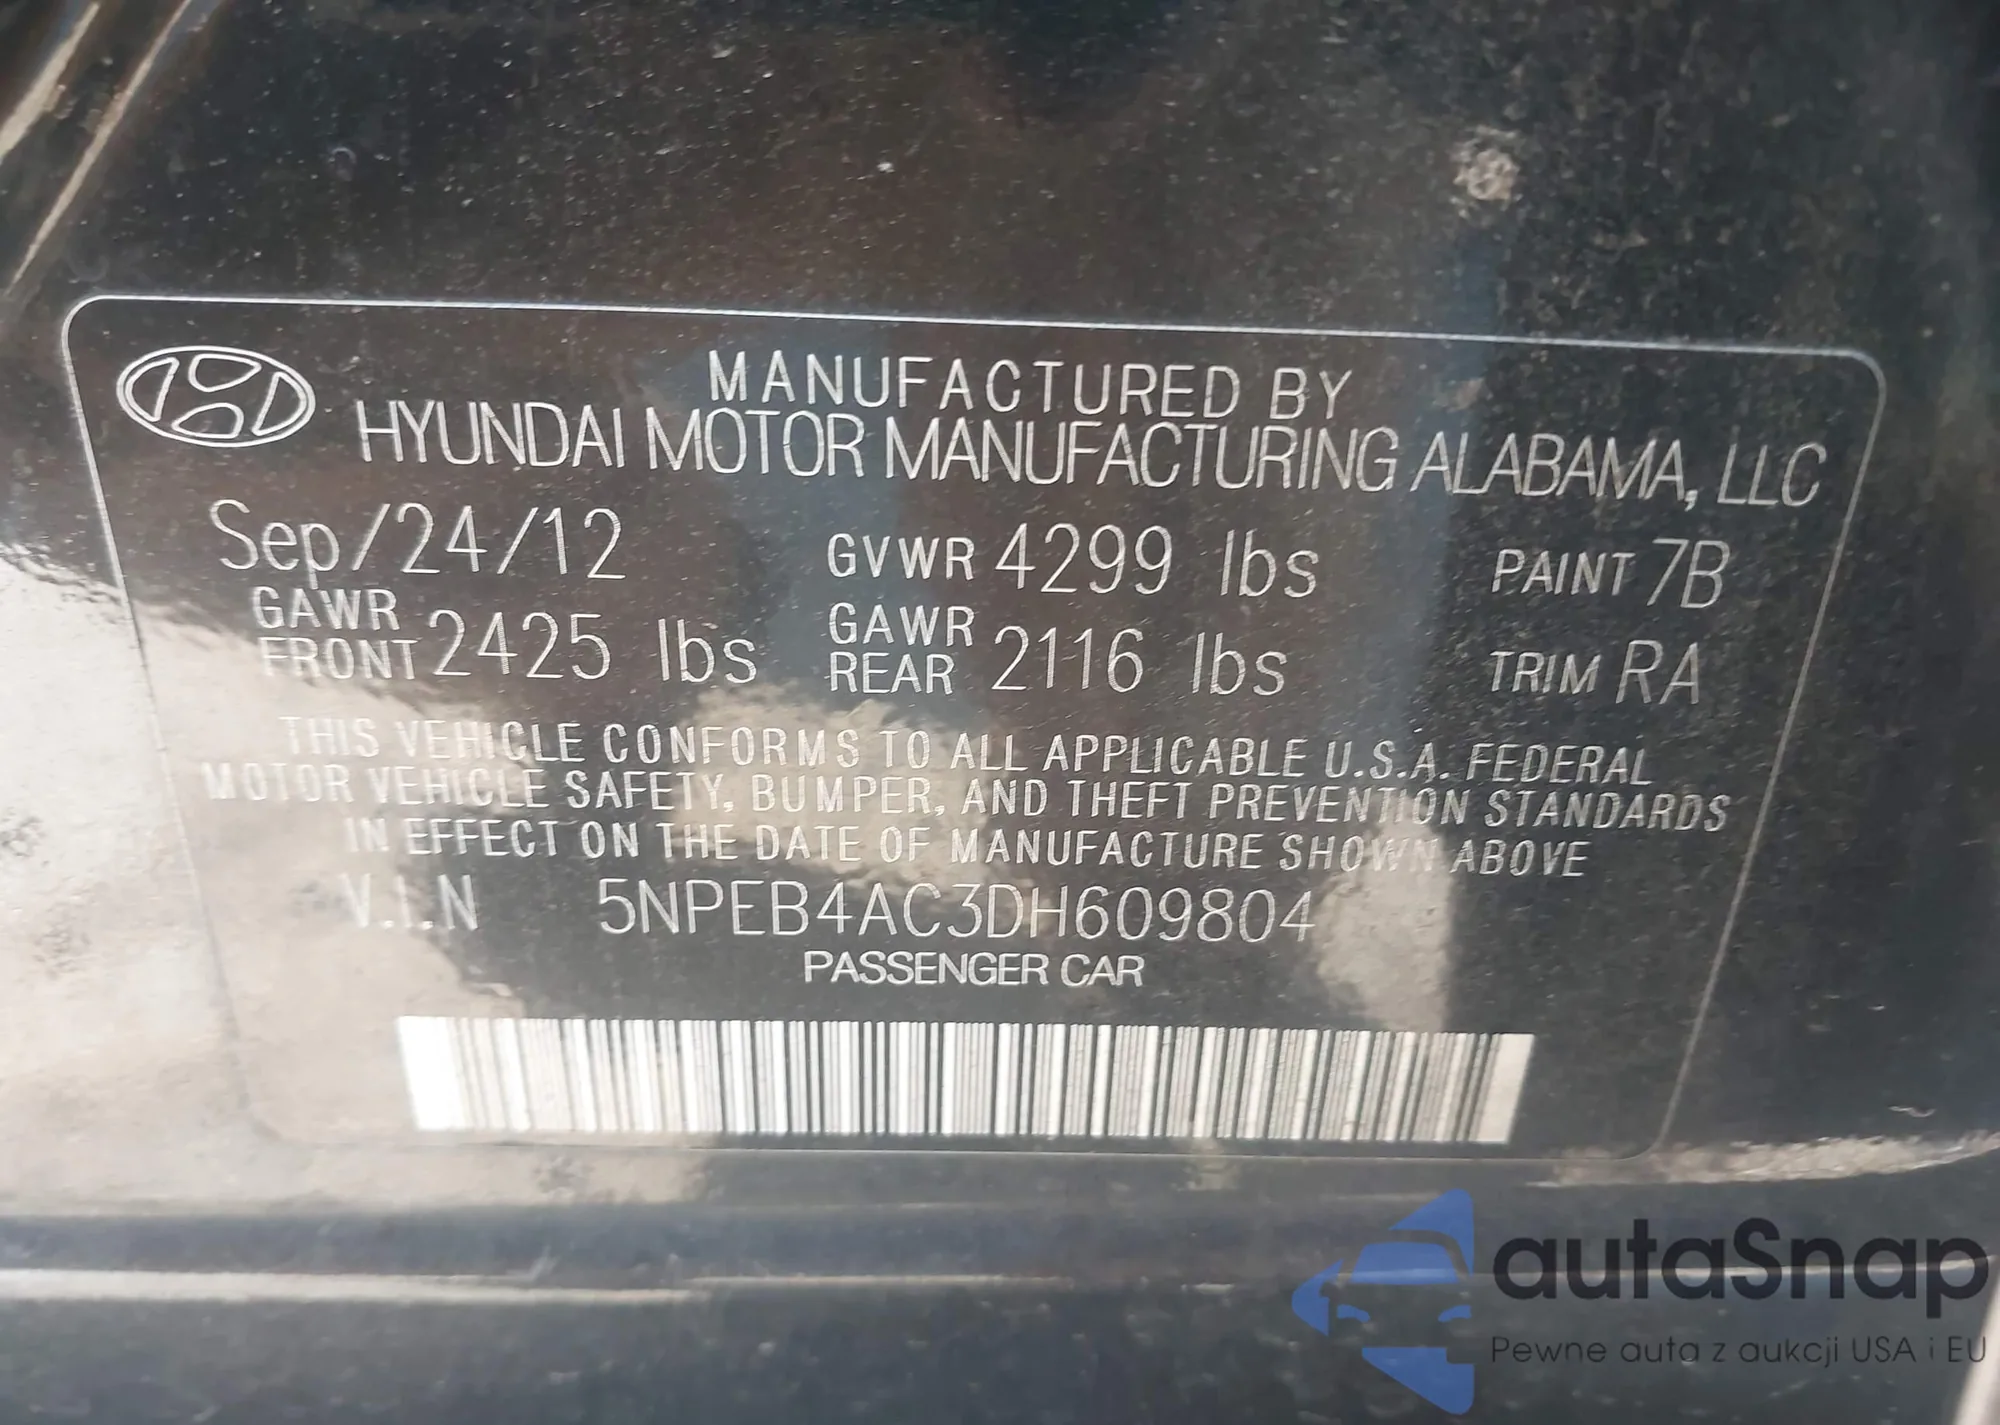 MANUFACTURED BY
HYUNDAI MOTOR MANUFACTURING ALABAMA, LLC
Sep/24/12 GVWR 4299 lbs PAINT 7B
GAWR FRONT 2425 lbs GAWR REAR 2116 lbs TRIM RA
THIS VEHICLE CONFORMS TO ALL APPLICABLE U.S.A. FEDERAL
MOTOR VEHICLE SAFETY, BUMPER, AND THEFT PREVENTION STANDARDS
IN EFFECT ON THE DATE OF MANUFACTURE SHOWN ABOVE
V.I.N 5NPEB4AC3DH609804
PASSENGER CAR
autaSnap
Pewne auta z aukcji USA i EU